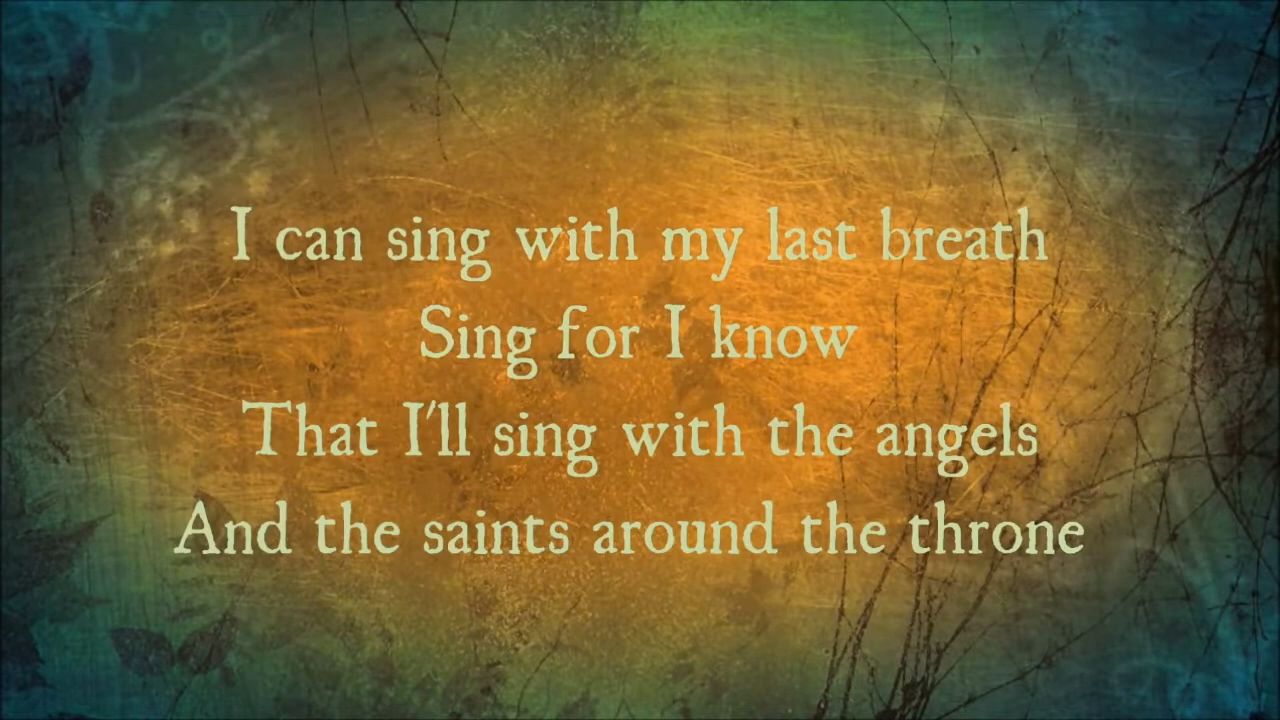 I can sing with my last breath
Sing for I know
That I'll sing with the angels
And the saints around the throne